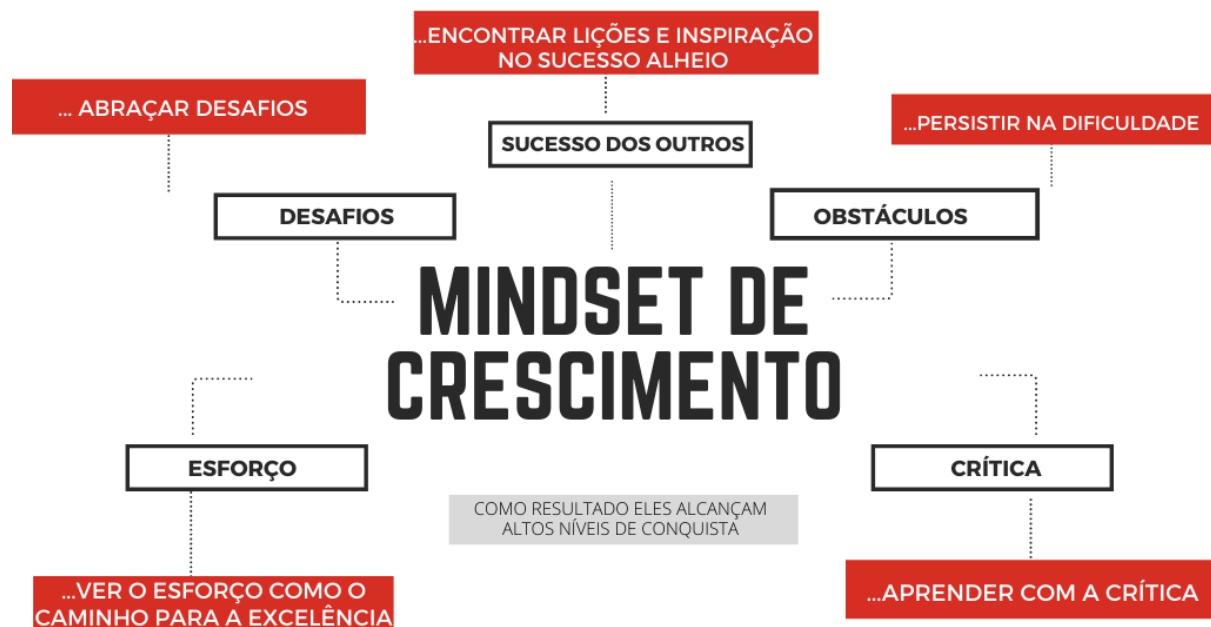 ...ENCONTRAR LIÇÕES E INSPIRAÇÃO
NO SUCESSO ALHEIO
... ABRAÇAR DESAFIOS
...PERSISTIR NA DIFICULDADE
SUCESSO DOS OUTROS
DESAFIOS
OBSTÁCULOS
MINDSET DE
CRESCIMENTO
ESFORÇO
CRÍTICA
COMO RESULTADO ELES ALCANÇAM
ALTOS NÍVEIS DE CONQUISTA
...VER O ESFORÇO COMO O
CAMINHO PARA A EXCELÊNCIA
...APRENDER COM A CRÍTICA